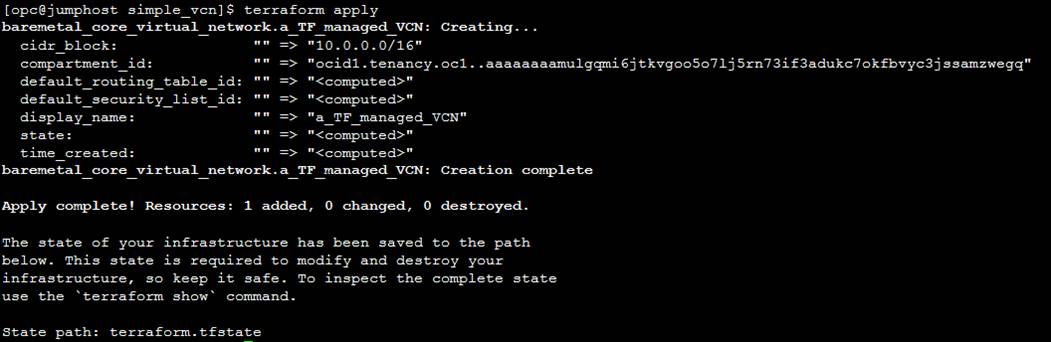 [opc@jumphost simple_vcn]$ terraform apply
baremetal_core_virtual_network.a_TF_managed_VCN: Creating...
  cidr_block:               "" => "10.0.0.0/16"
  compartment_id:           "" => "ocid1.tenancy.oc1..aaaaaaaamulgqmi6jtkvgoo5o7lj5rn73if3adukc7okfbvyc3jssamzwegq"
  default_routing_table_id: "" => "<computed>"
  default_security_list_id: "" => "<computed>"
  display_name:             "" => "a_TF_managed_VCN"
  state:                    "" => "<computed>"
  time_created:             "" => "<computed>"
baremetal_core_virtual_network.a_TF_managed_VCN: Creation complete

Apply complete! Resources: 1 added, 0 changed, 0 destroyed.

The state of your infrastructure has been saved to the path
below. This state is required to modify and destroy your
infrastructure, so keep it safe. To inspect the complete state
use the `terraform show` command.

State path: terraform.tfstate